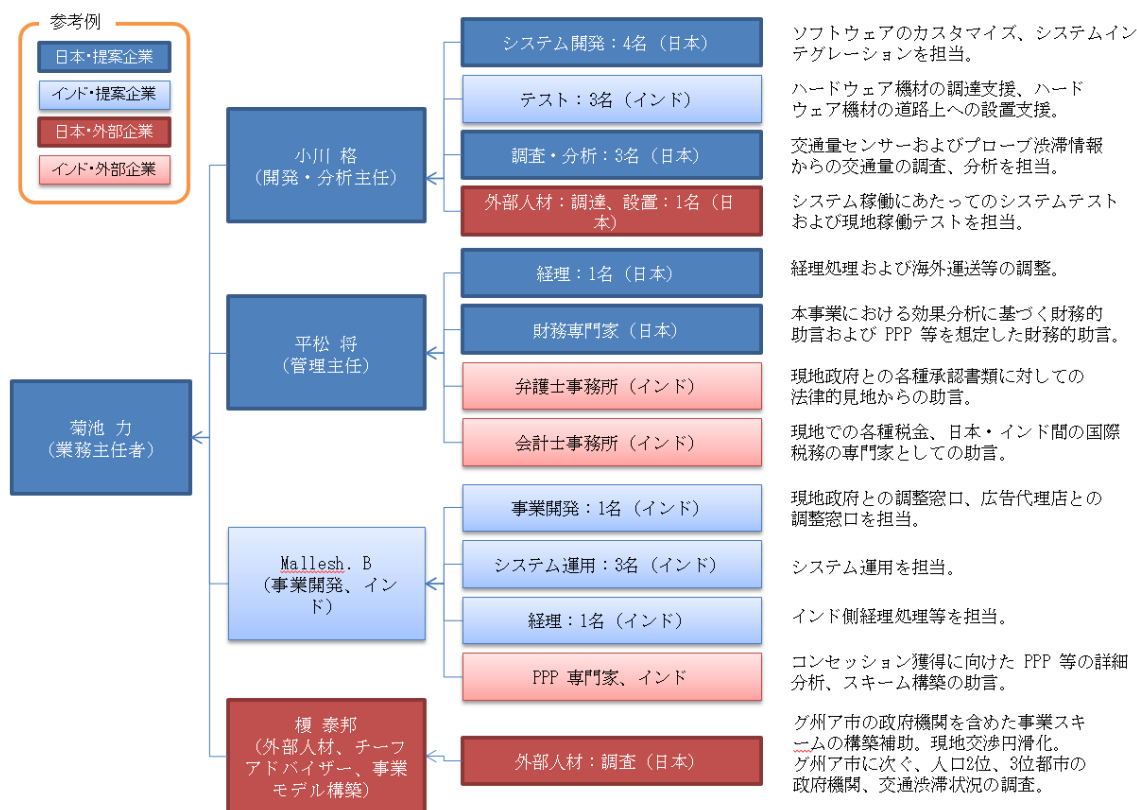 参考例
日本・提案企業
インド・提案企業
日本・外部企業
インド・外部企業
菊池 力
（業務主任者）
小川 格
（開発・分析主任）
システム開発：4名（日本）
ソフトウェアのカスタマイズ、システムイン
テグレーションを担当。
テスト：3名（インド）
ハードウェア機材の調達支援、ハード
ウェア機材の道路上への設置支援。
調査・分析：3名（日本）
交通量センサーおよびプローブ渋滞情報
からの交通量の調査、分析を担当。
外部人材：調達、設置：1名（日
本）
システム稼働にあたってのシステムテスト
および現地稼働テストを担当。
平松 将
（管理主任）
経理：1名（日本）
経理処理および海外運送等の調整。
財務専門家（日本）
本事業における効果分析に基づく財務的
助言および PPP 等を想定した財務的助言。
弁護士事務所（インド）
現地政府との各種承認書類に対しての
法律的見地からの助言。
会計士事務所（インド）
現地での各種税金、日本・インド間の国際
税務の専門家としての助言。
Mallesh. B
（事業開発、イン
ド）
事業開発：1名（インド）
現地政府との調整窓口、広告代理店との
調整窓口を担当。
システム運用：3名（インド）
システム運用を担当。
経理：1名（インド）
インド側経理処理等を担当。
PPP 専門家、インド
コンセッション獲得に向けた PPP 等の詳細
分析、スキーム構築の助言。
榎 泰邦
（外部人材、チーフ
アドバイザー、事業
モデル構築）
外部人材：調査（日本）
グ州ア市の政府機関を含めた事業スキ
ームの構築補助。現地交渉円滑化。
グ州ア市に次ぐ、人口2位、3位都市の
政府機関、交通渋滞状況の調査。